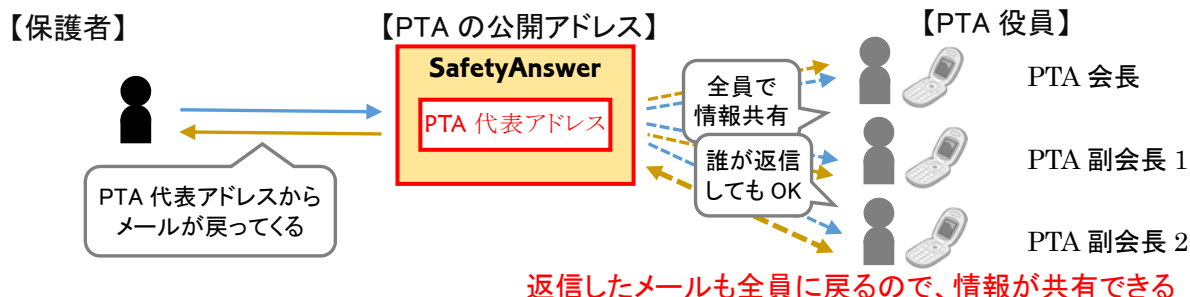 【保護者】
【PTA の公開アドレス】
【PTA 役員】
SafetyAnswer
PTA 代表アドレス
全員で
情報共有
誰が返信
しても OK
PTA 会長
PTA 副会長 1
PTA 副会長 2
PTA 代表アドレスから
メールが戻ってくる
返信したメールも全員に戻るので、情報が共有できる